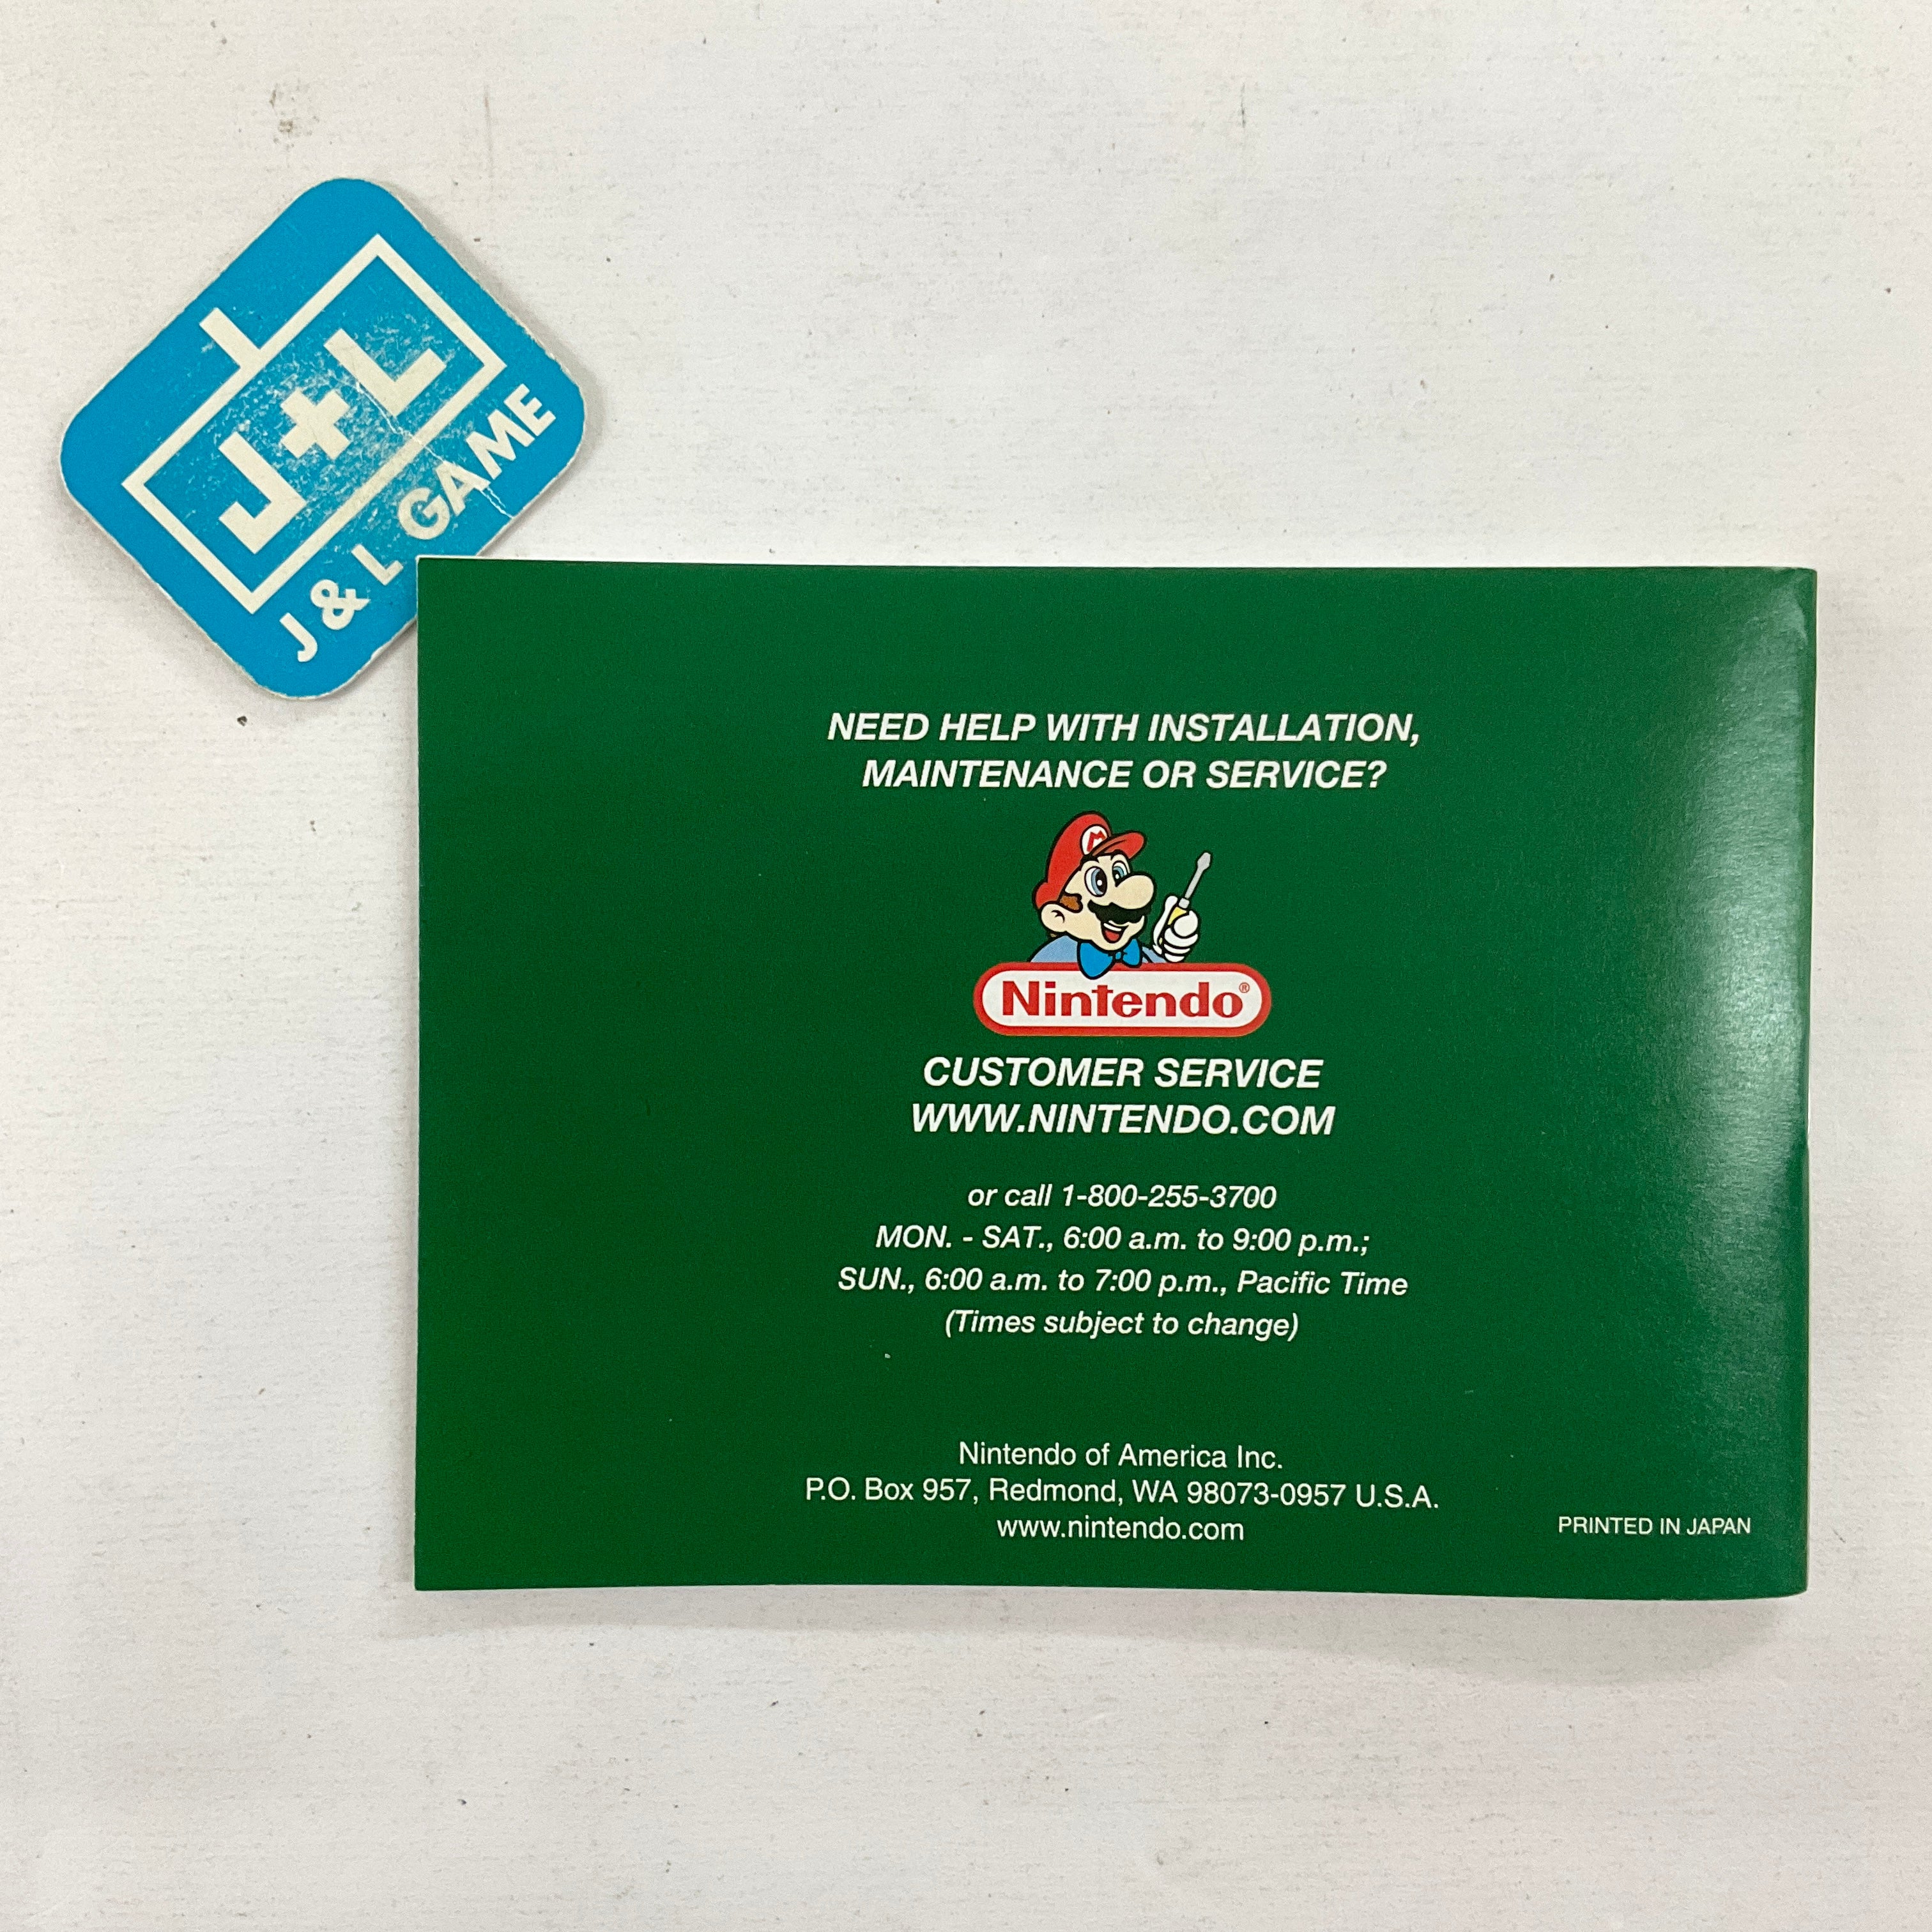 J+L
J & L GAME
NEED HELP WITH INSTALLATION,
MAINTENANCE OR SERVICE?
M
Nintendo®
CUSTOMER SERVICE
WWW.NINTENDO.COM
or call 1-800-255-3700
MON. - SAT., 6:00 a.m. to 9:00 p.m.;
SUN., 6:00 a.m. to 7:00 p.m., Pacific Time
(Times subject to change)
Nintendo of America Inc.
P.O. Box 957, Redmond, WA 98073-0957 U.S.A.
www.nintendo.com
PRINTED IN JAPAN